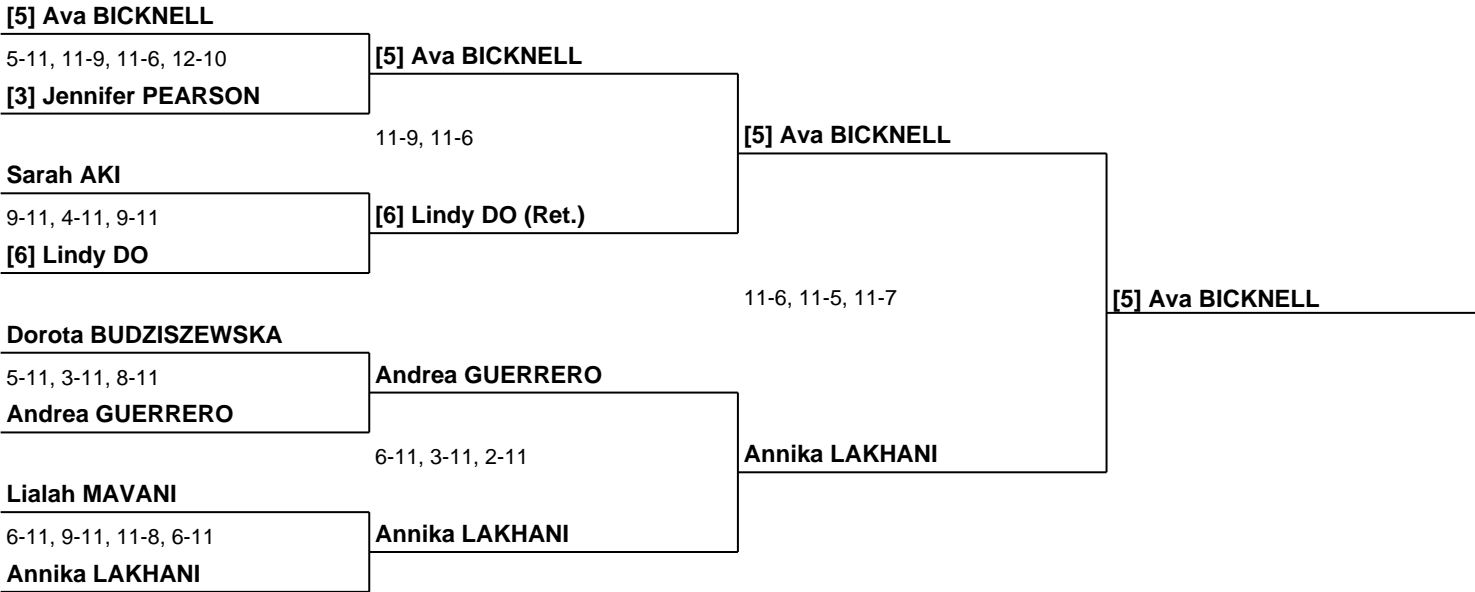 [5] Ava BICKNELL
5-11, 11-9, 11-6, 12-10
[3] Jennifer PEARSON
[5] Ava BICKNELL
11-9, 11-6
[5] Ava BICKNELL
Sarah AKI
9-11, 4-11, 9-11
[6] Lindy DO
[6] Lindy DO (Ret.)
11-6, 11-5, 11-7
[5] Ava BICKNELL
Dorota BUDZISZEWSKA
5-11, 3-11, 8-11
Andrea GUERRERO
Andrea GUERRERO
6-11, 3-11, 2-11
Annika LAKHANI
Lialah MAVANI
6-11, 9-11, 11-8, 6-11
Annika LAKHANI
Annika LAKHANI